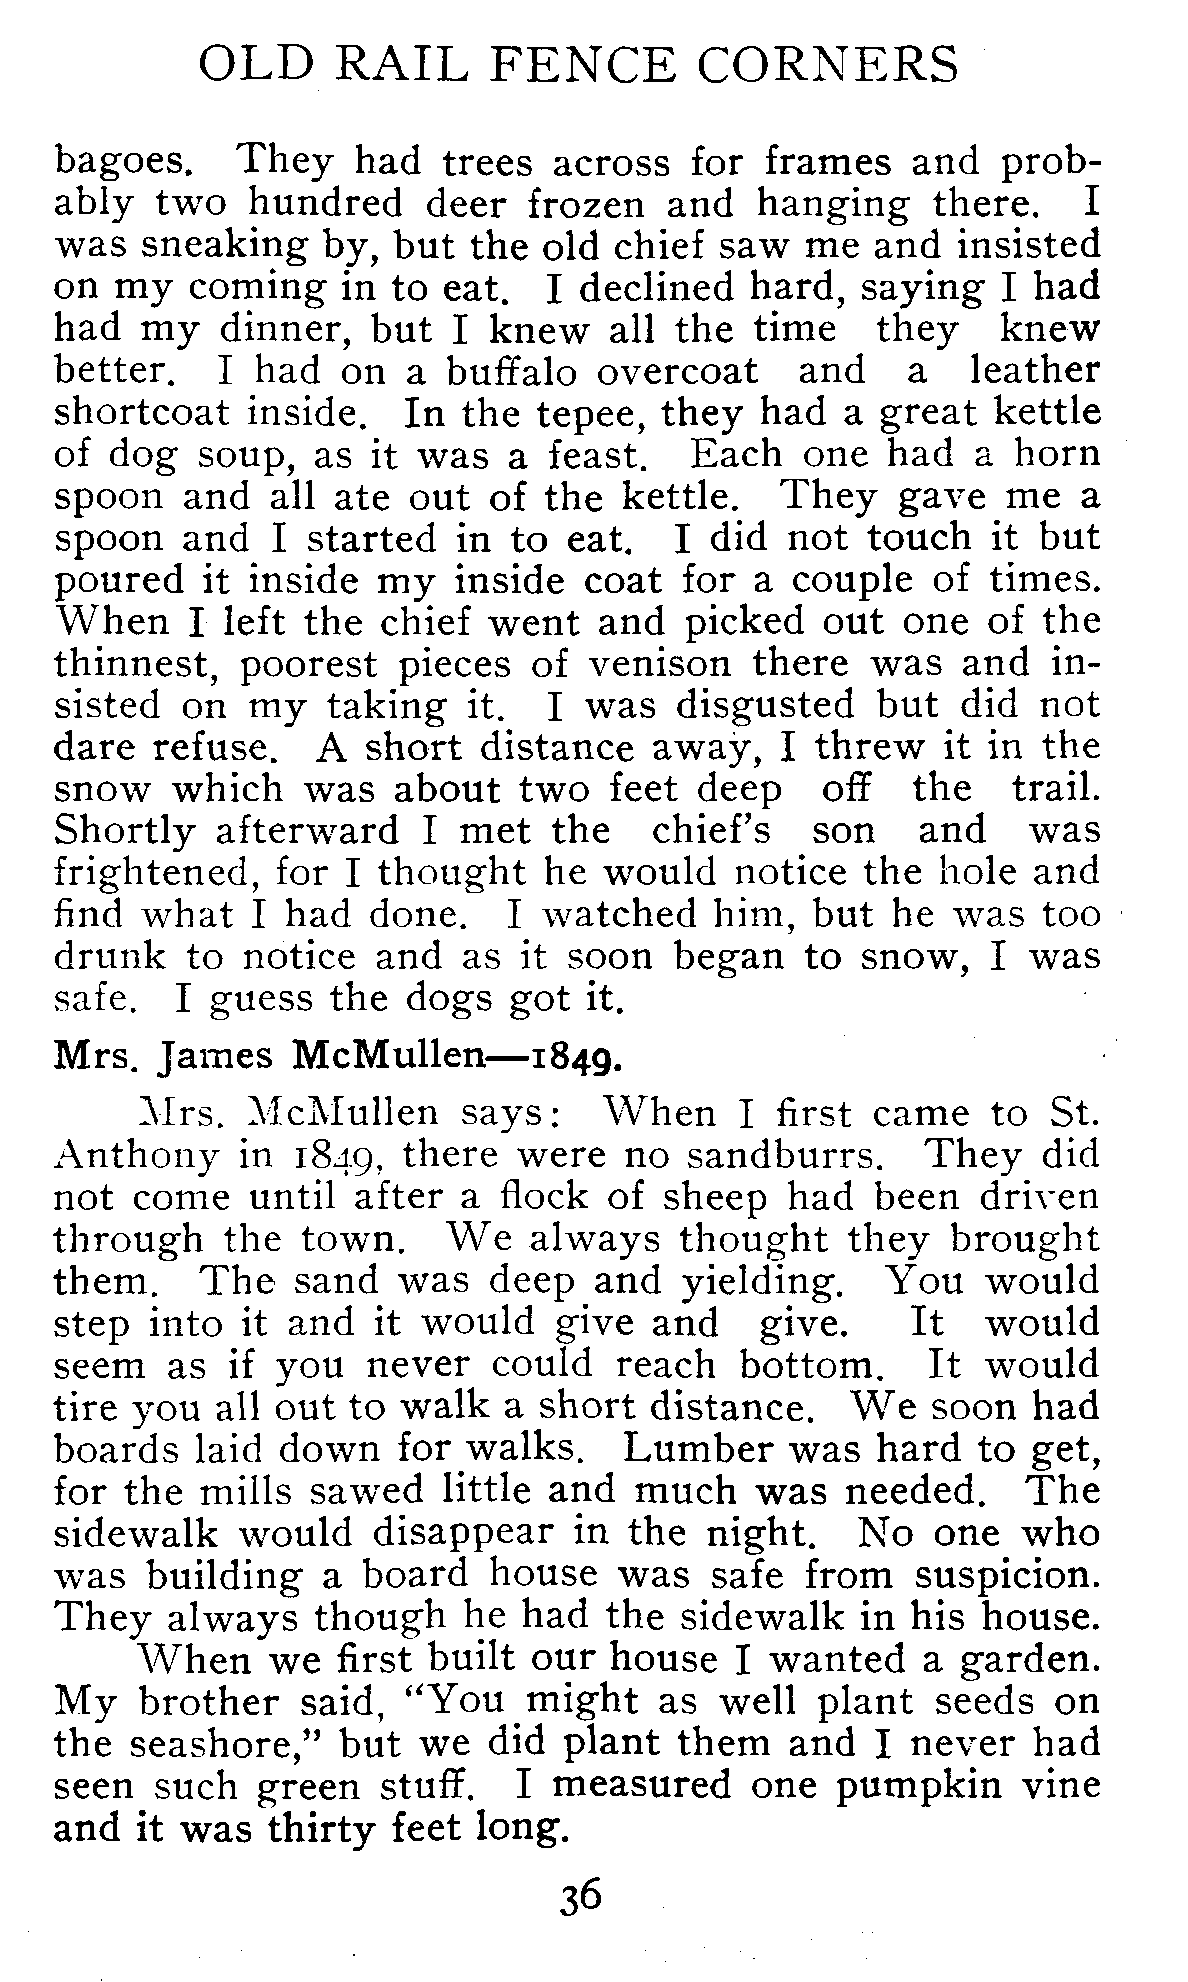 OLD RAIL FENCE CORNERS
bagoes. They had trees across for frames and prob-
ably two hundred deer frozen and hanging there. I
was sneaking by, but the old chief saw me and insisted
on my coming in to eat. I declined hard, saying I had
had my dinner, but I knew all the time they knew
better. I had on a buffalo overcoat and a leather
shortcoat inside. In the tepee, they had a great kettle
of dog soup, as it was a feast. Each one had a horn
spoon and all ate out of the kettle. They gave me a
spoon and I started in to eat. I did not touch it but
poured it inside my inside coat for a couple of times.
When I left the chief went and picked out one of the
thinnest, poorest pieces of venison there was and in-
sisted on my taking it. I was disgusted but did not
dare refuse. A short distance away, I threw it in the
snow which was about two feet deep off the trail.
Shortly afterward I met the chief's son and was
frightened, for I thought he would notice the hole and
find what I had done. I watched him, but he was too
drunk to notice and as it soon began to snow, I was
safe. I guess the dogs got it.
Mrs. James McMullen—1849.
Mrs. McMullen says: When I first came to St.
Anthony in 1849, there were no sandburrs. They did
not come until after a flock of sheep had been driven
through the town. We always thought they brought
them. The sand was deep and yielding. You would
step into it and it would give and give. It would
seem as if you never could reach bottom. It would
tire you all out to walk a short distance. We soon had
boards laid down for walks. Lumber was hard to get,
for the mills sawed little and much was needed. The
sidewalk would disappear in the night. No one who
was building a board house was safe from suspicion.
They always though he had the sidewalk in his house.
When we first built our house I wanted a garden.
My brother said, "You might as well plant seeds on
the seashore," but we did plant them and I never had
seen such green stuff. I measured one pumpkin vine
and it was thirty feet long.
36